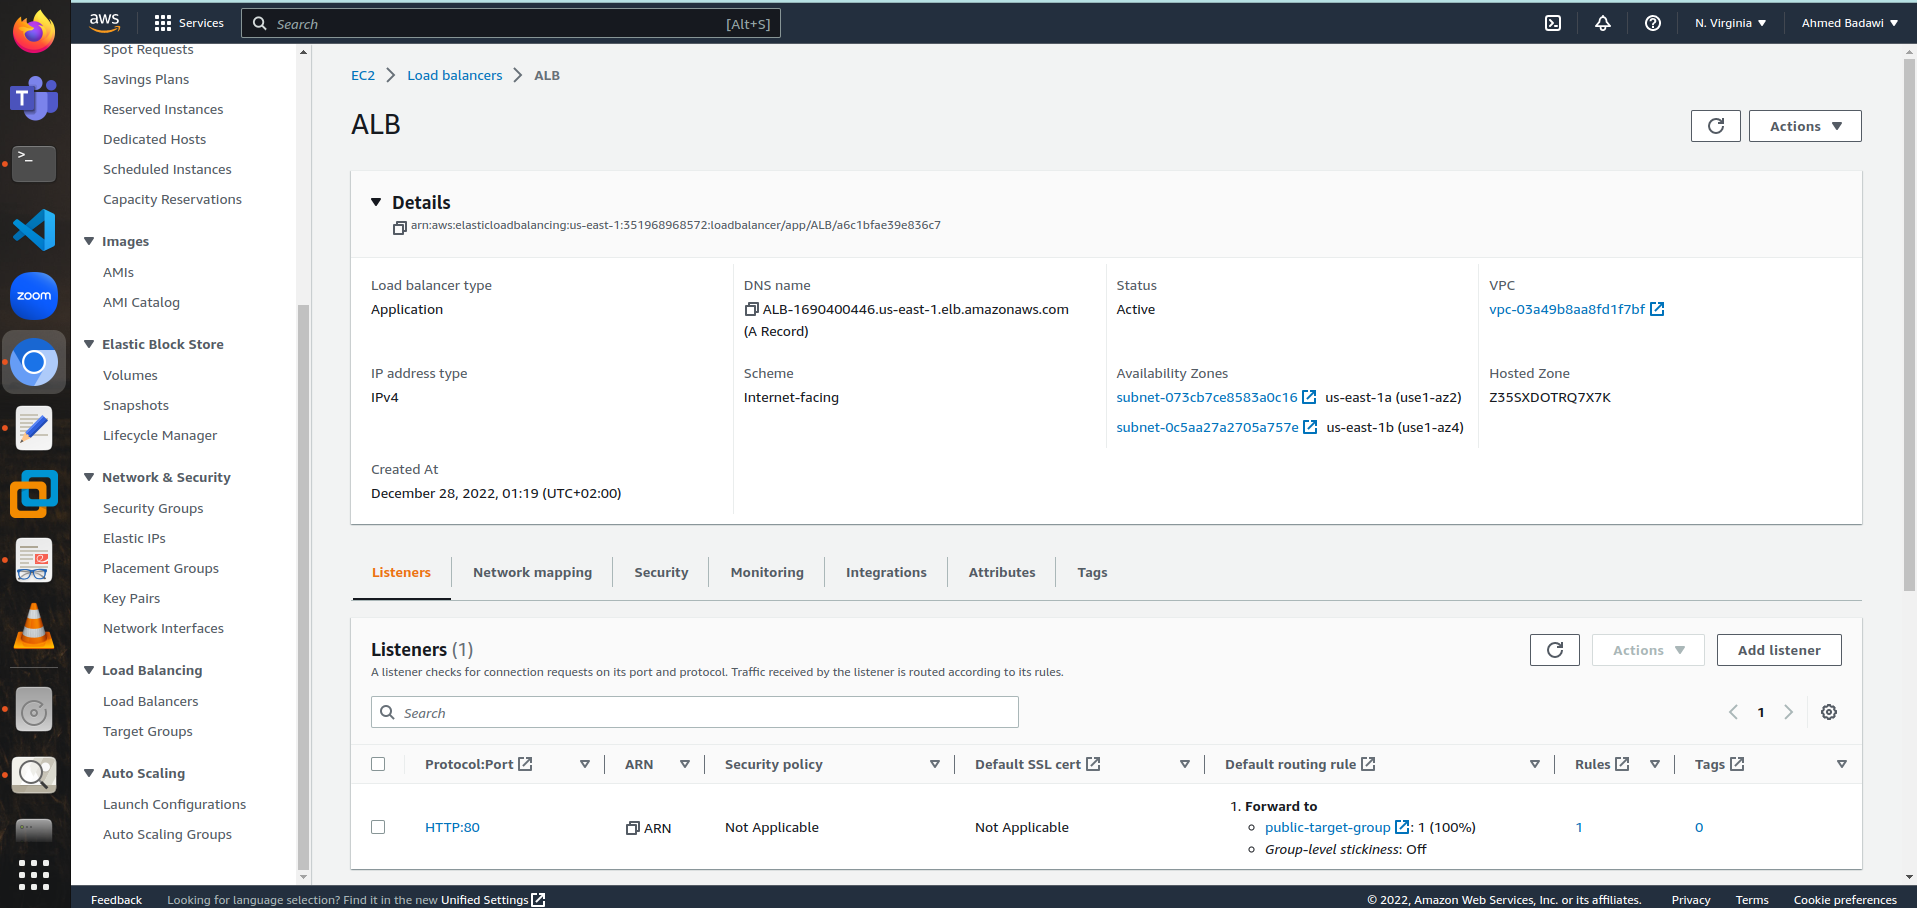 aws
Services
Search
[Alt+S]
N. Virginia
Ahmed Badawi
Spot Requests
Savings Plans
Reserved Instances
Dedicated Hosts
Scheduled Instances
Capacity Reservations
Images
AMIs
AMI Catalog
Elastic Block Store
Volumes
Snapshots
Lifecycle Manager
Network & Security
Security Groups
Elastic IPs
Placement Groups
Key Pairs
Network Interfaces
Load Balancing
Load Balancers
Target Groups
Auto Scaling
Launch Configurations
Auto Scaling Groups
T
>_
zoom
EC2 Load balancers ALB
ALB
Actions
Details
arn:aws:elasticloadbalancing:us-east-1:351968968572:loadbalancer/app/ALB/a6c1bfae39e836c7
Load balancer type
Application
DNS name
ALB-1690400446.us-east-1.elb.amazonaws.com
(A Record)
Status
Active
VPC
vpc-03a49b8aa8fd1f7bf
IP address type
IPv4
Scheme
Internet-facing
Availability Zones
subnet-073cb7ce8583a0c16 us-east-1a (use1-az2)
subnet-0c5aa27a2705a757e us-east-1b (use1-az4)
Hosted Zone
Z35SXDOTRQ7X7K
Created At
December 28, 2022, 01:19 (UTC+02:00)
Listeners Network mapping Security Monitoring Integrations Attributes Tags
Listeners (1)
A listener checks for connection requests on its port and protocol. Traffic received by the listener is routed according to its rules.
Actions
Add listener
Search
1
Protocol:Port ARN Security policy Default SSL cert Default routing rule Rules Tags
HTTP:80 ARN Not Applicable Not Applicable
1. Forward to
public-target-group : 1 (100%)
Group-level stickiness: Off
1
0
Feedback Looking for language selection? Find it in the new Unified Settings
© 2022, Amazon Web Services, Inc. or its affiliates. Privacy Terms Cookie preferences